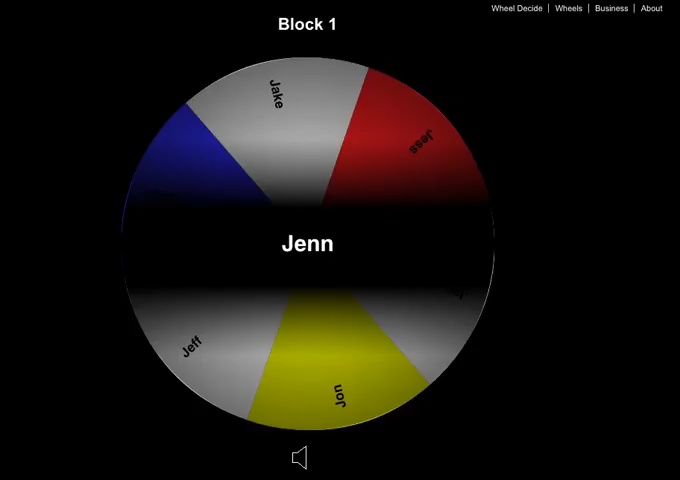 Wheel Decide | Wheels | Business | About
Block 1
Jake
Jess
Jenn
Jeff
Jon